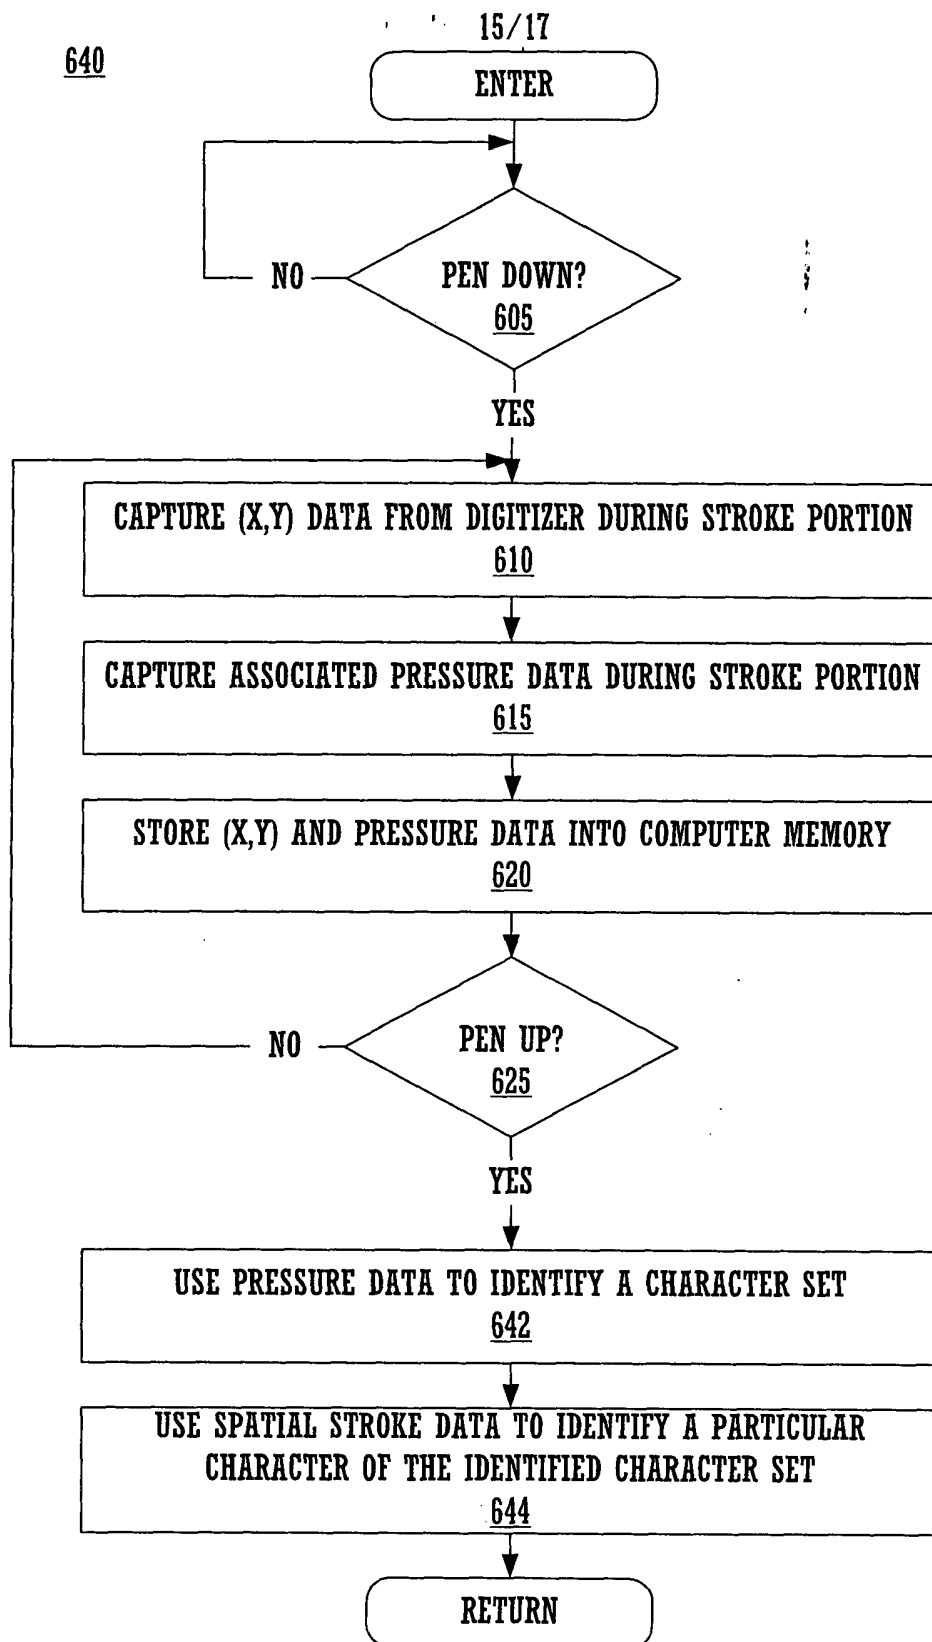 15/17
640
ENTER
NO
PEN DOWN?
605
YES
CAPTURE (X,Y) DATA FROM DIGITIZER DURING STROKE PORTION
610
CAPTURE ASSOCIATED PRESSURE DATA DURING STROKE PORTION
615
STORE (X,Y) AND PRESSURE DATA INTO COMPUTER MEMORY
620
NO
PEN UP?
625
YES
USE PRESSURE DATA TO IDENTIFY A CHARACTER SET
642
USE SPATIAL STROKE DATA TO IDENTIFY A PARTICULAR
CHARACTER OF THE IDENTIFIED CHARACTER SET
644
RETURN